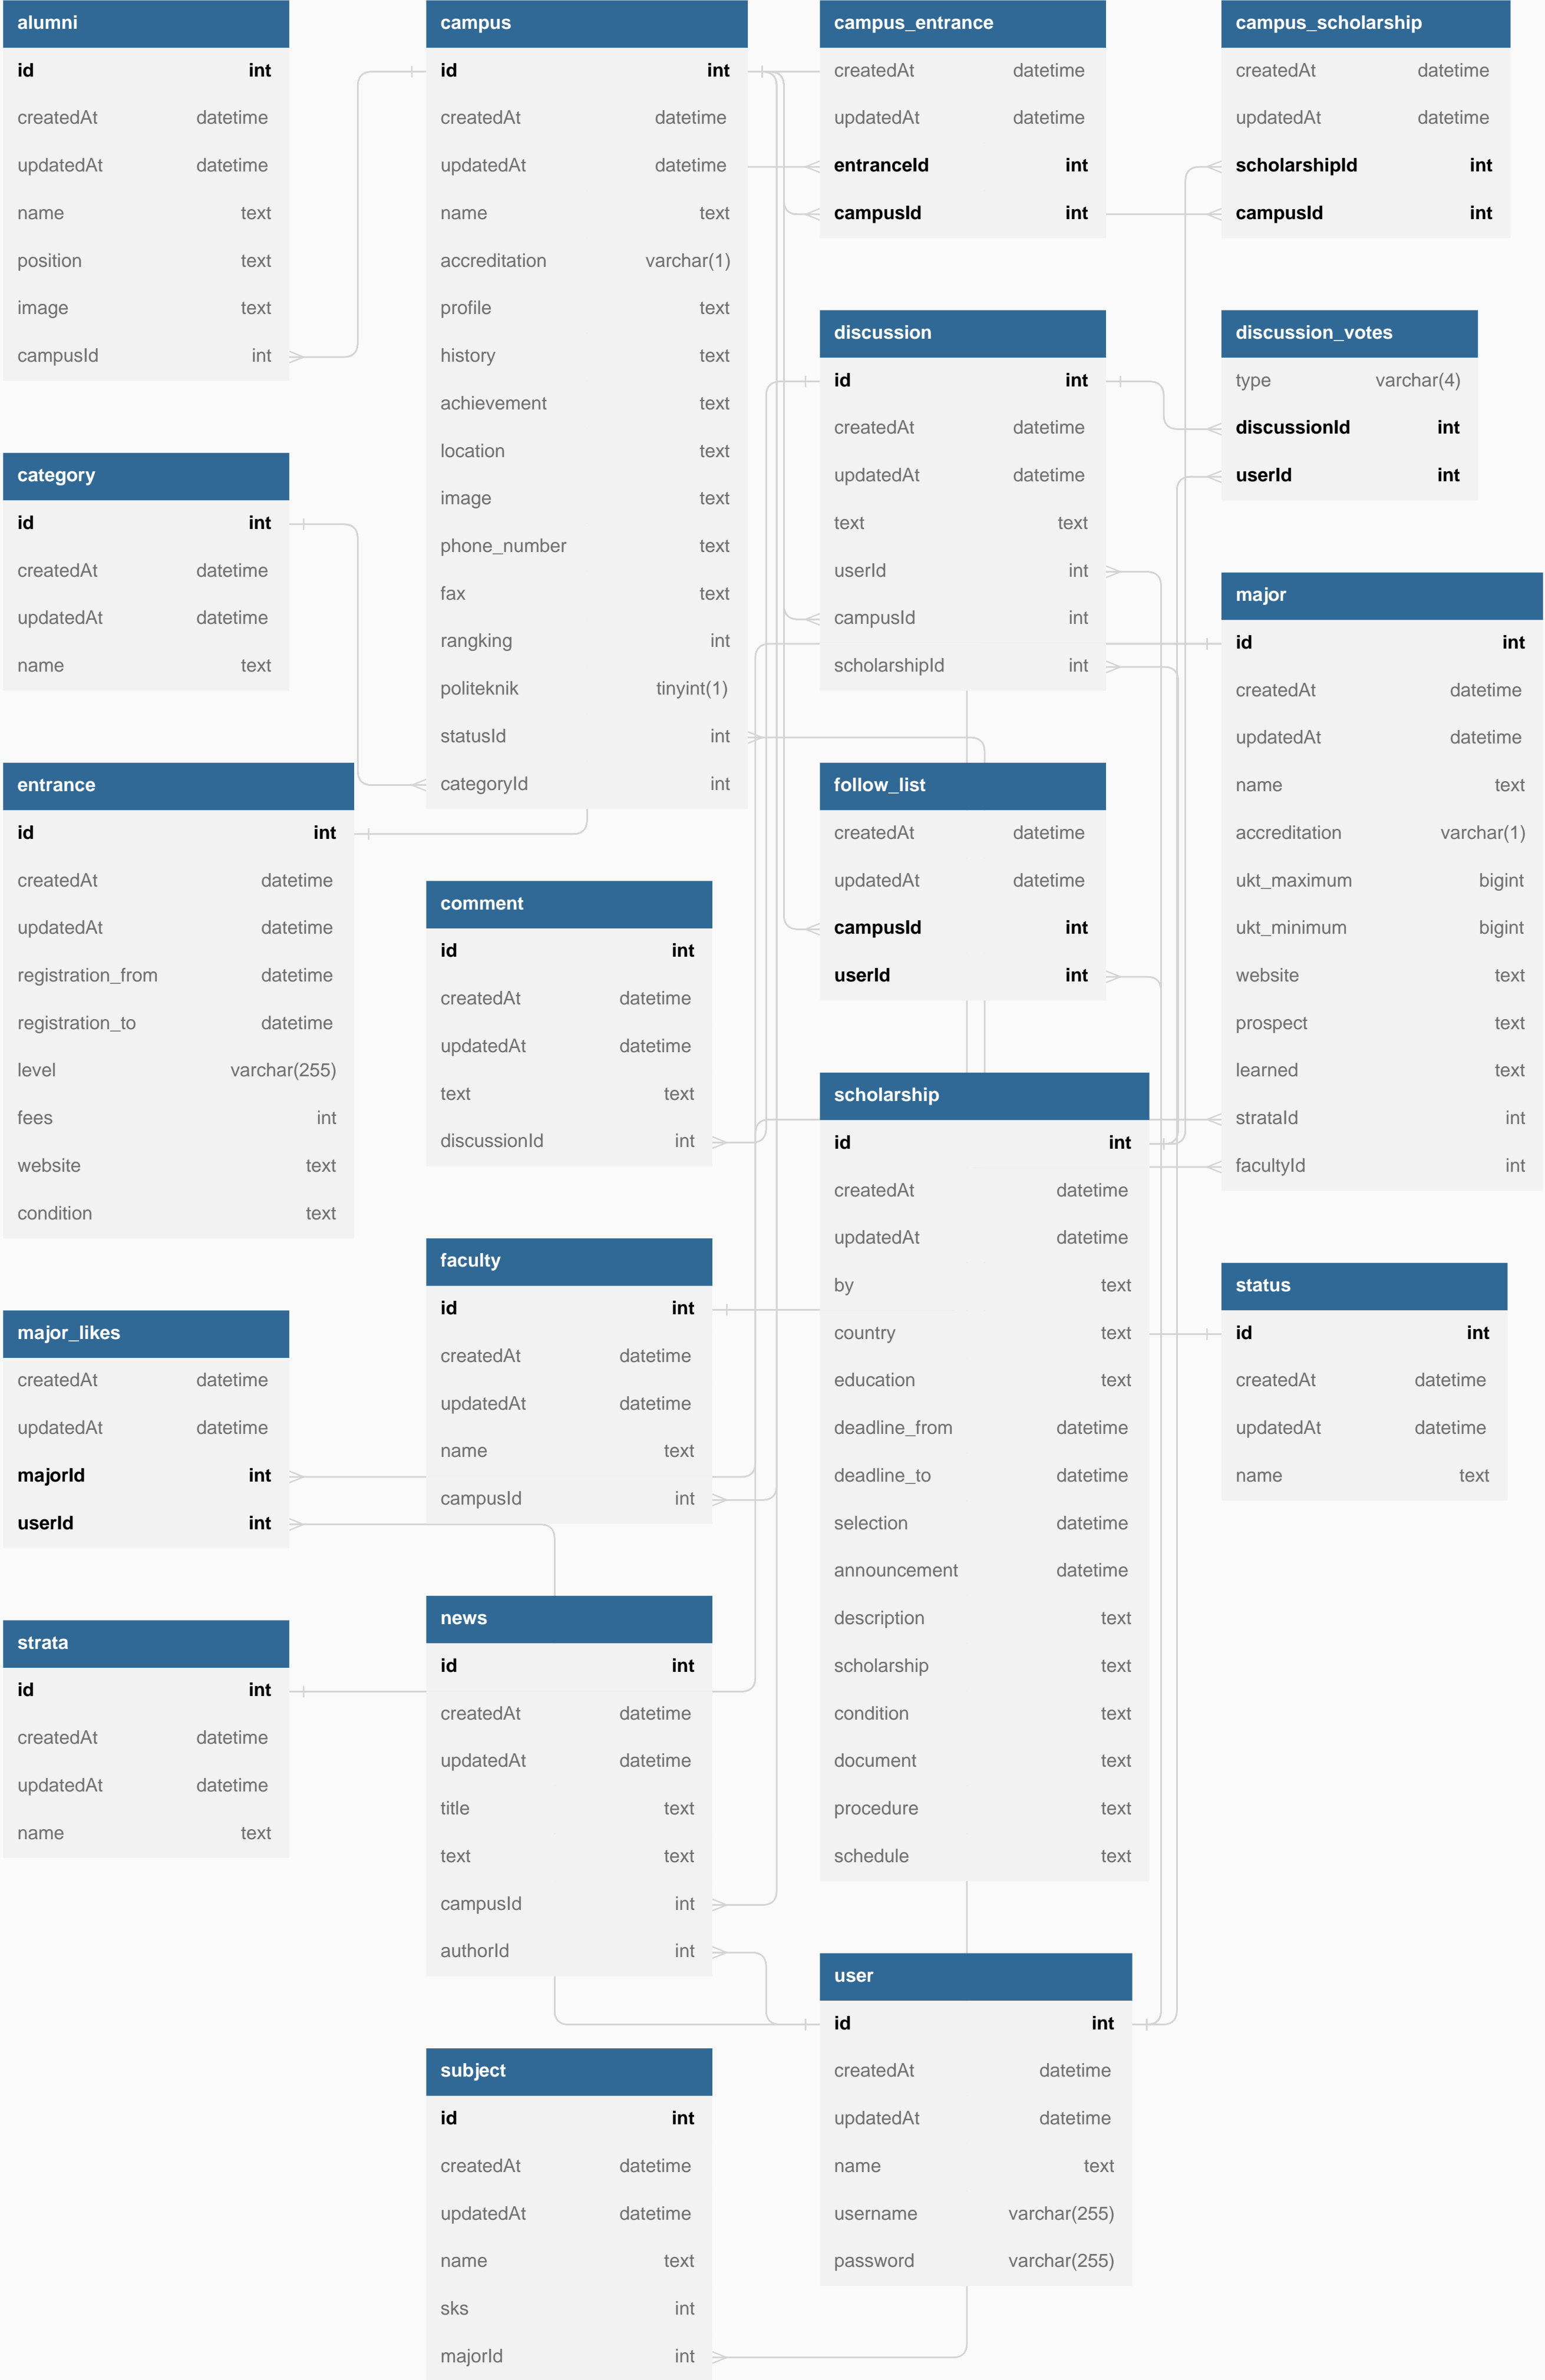 alumni
id int
createdAt datetime
updatedAt datetime
name text
position text
image text
campusId int
category
id int
createdAt datetime
updatedAt datetime
name text
entrance
id int
createdAt datetime
updatedAt datetime
registration_from datetime
registration_to datetime
level varchar(255)
fees int
website text
condition text
major_likes
createdAt datetime
updatedAt datetime
majorId int
userId int
strata
id int
createdAt datetime
updatedAt datetime
name text
campus
id int
createdAt datetime
updatedAt datetime
name text
accreditation varchar(1)
profile text
history text
achievement text
location text
image text
phone_number text
fax text
rangking int
politeknik tinyint(1)
statusId int
categoryId int
comment
id int
createdAt datetime
updatedAt datetime
text text
discussionId int
faculty
id int
createdAt datetime
updatedAt datetime
name text
campusId int
news
id int
createdAt datetime
updatedAt datetime
title text
text text
campusId int
authorId int
subject
id int
createdAt datetime
updatedAt datetime
name text
sks int
majorId int
campus_entrance
createdAt datetime
updatedAt datetime
entranceId int
campusId int
discussion
id int
createdAt datetime
updatedAt datetime
text text
userId int
campusId int
scholarshipId int
follow_list
createdAt datetime
updatedAt datetime
campusId int
userId int
scholarship
id int
createdAt datetime
updatedAt datetime
by text
country text
education text
deadline_from datetime
deadline_to datetime
selection datetime
announcement datetime
description text
scholarship text
condition text
document text
procedure text
schedule text
user
id int
createdAt datetime
updatedAt datetime
name text
username varchar(255)
password varchar(255)
campus_scholarship
createdAt datetime
updatedAt datetime
scholarshipId int
campusId int
discussion_votes
type varchar(4)
discussionId int
userId int
major
id int
createdAt datetime
updatedAt datetime
name text
accreditation varchar(1)
ukt_maximum bigint
ukt_minimum bigint
website text
prospect text
learned text
strataId int
facultyId int
status
id int
createdAt datetime
updatedAt datetime
name text